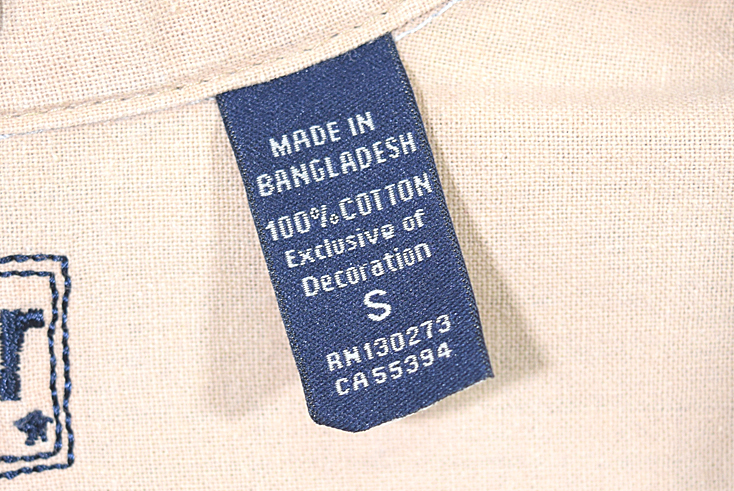 MADE IN
BANGLADESH
100% COTTON
Exclusive of
Decoration
S
RN130273
CA55394